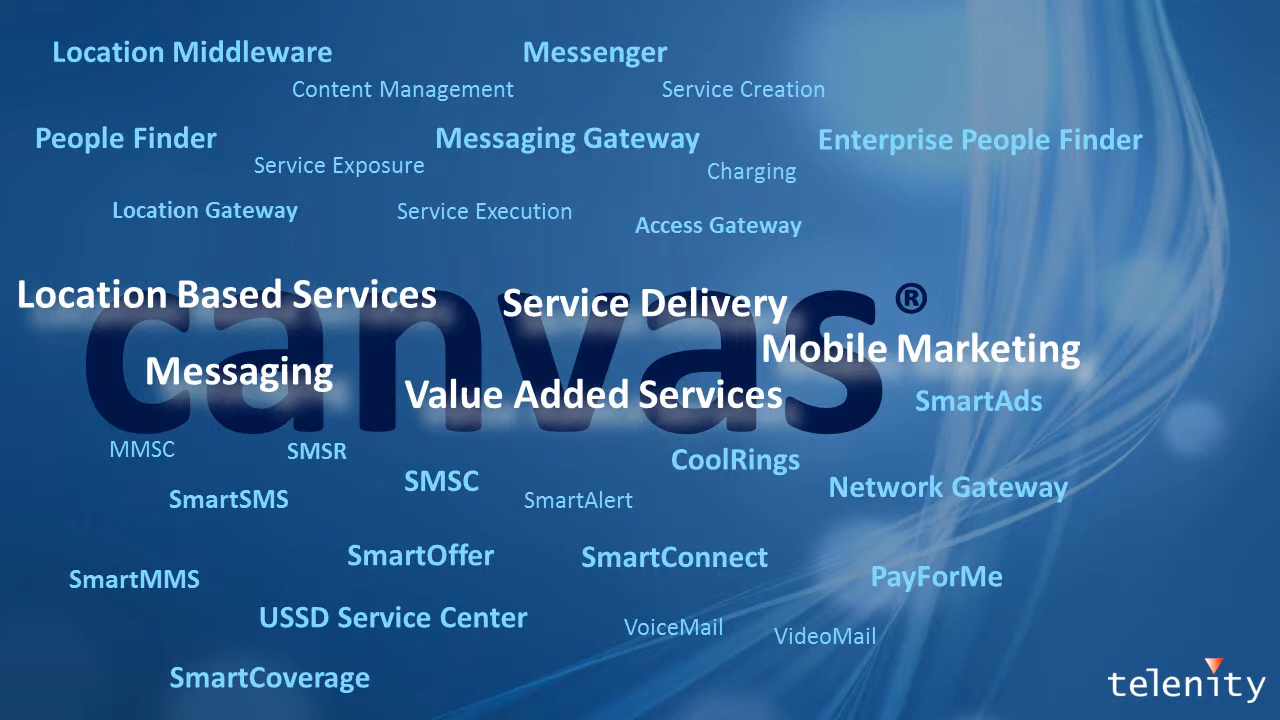 Location Middleware
Messenger
Content Management
Service Creation
People Finder
Messaging Gateway
Enterprise People Finder
Service Exposure
Charging
Location Gateway
Service Execution
Access Gateway
canvas®
Location Based Services
Service Delivery
Mobile Marketing
Messaging
Value Added Services
SmartAds
MMSC
SMSR
CoolRings
SMSC
Network Gateway
SmartSMS
SmartAlert
SmartOffer
SmartConnect
SmartMMS
PayForMe
USSD Service Center
VoiceMail
VideoMail
SmartCoverage
telenity